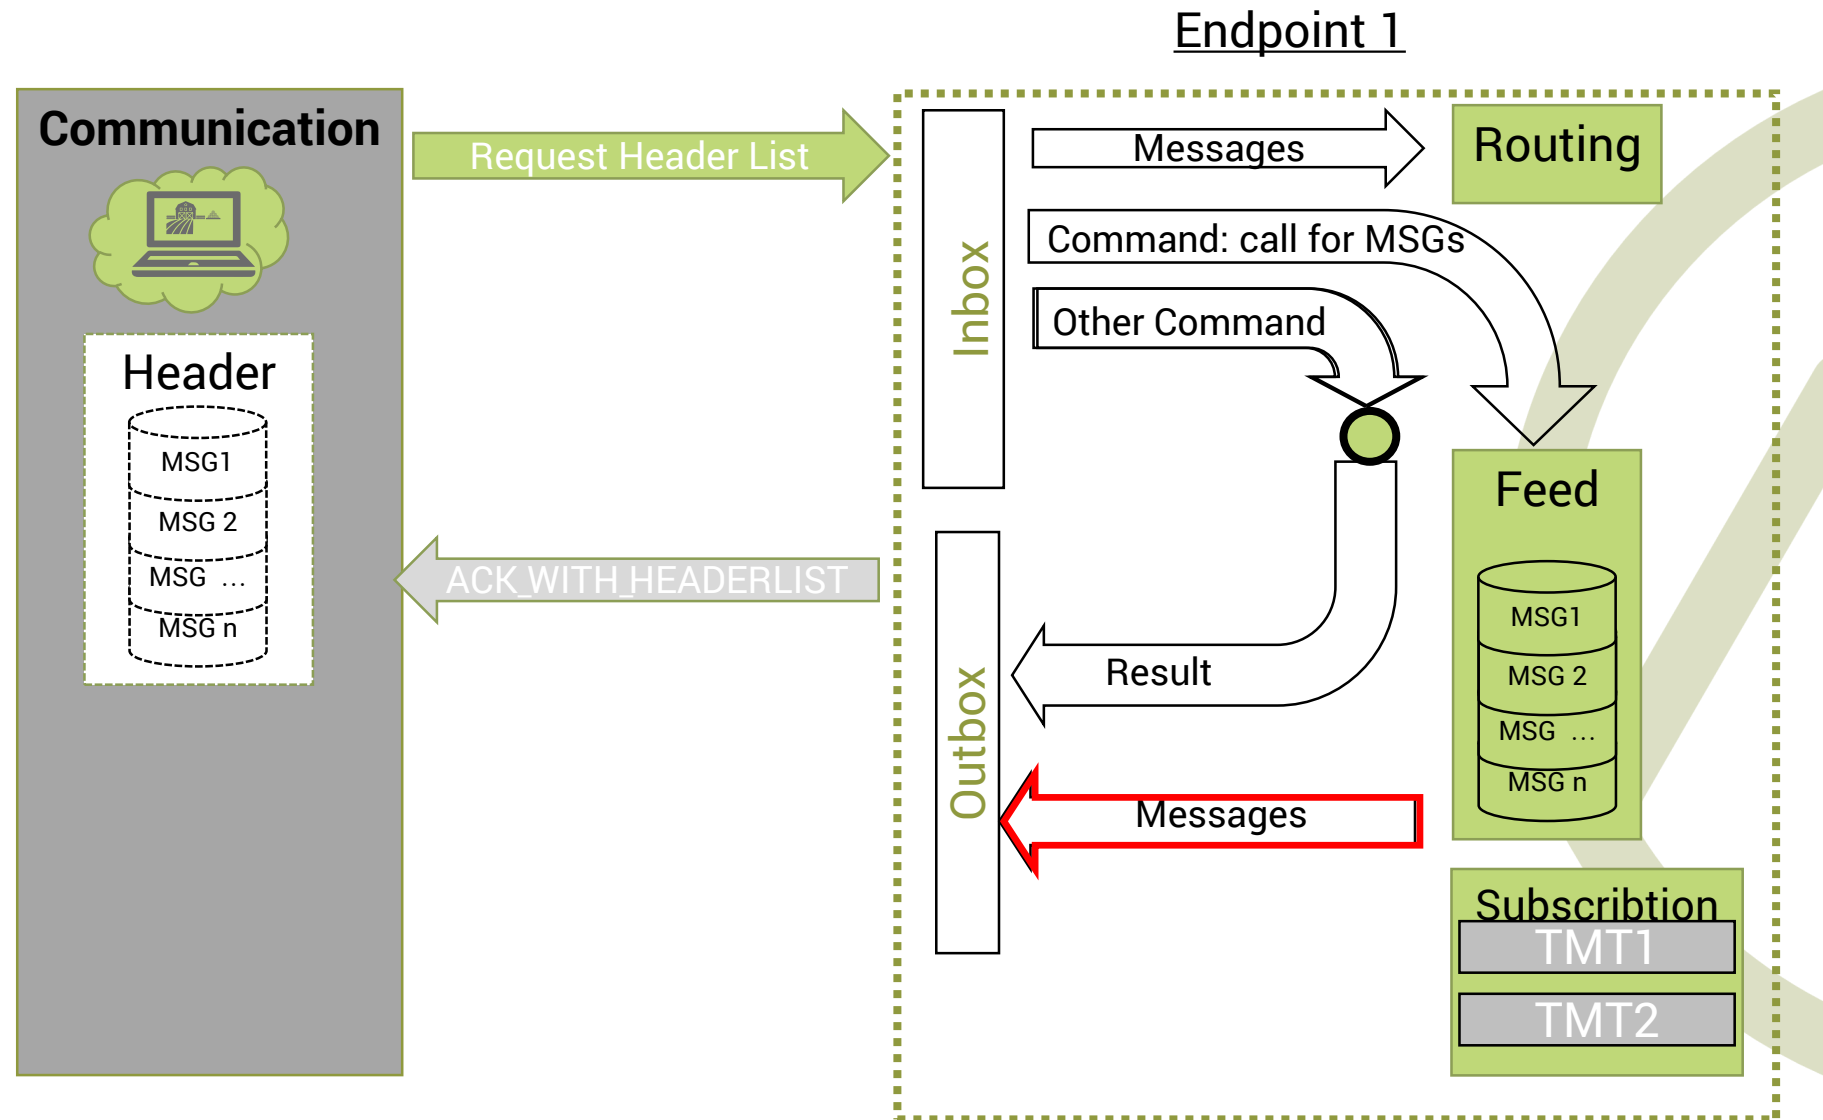 Endpoint 1
Communication
Request Header List
Header
MSG1
MSG 2
MSG …
MSG n
ACK_WITH_HEADERLIST
Inbox
Messages
Routing
Command: call for MSGs
Other Command
Feed
MSG1
MSG 2
MSG …
MSG n
Outbox
Result
Messages
Subscribtion
TMT1
TMT2